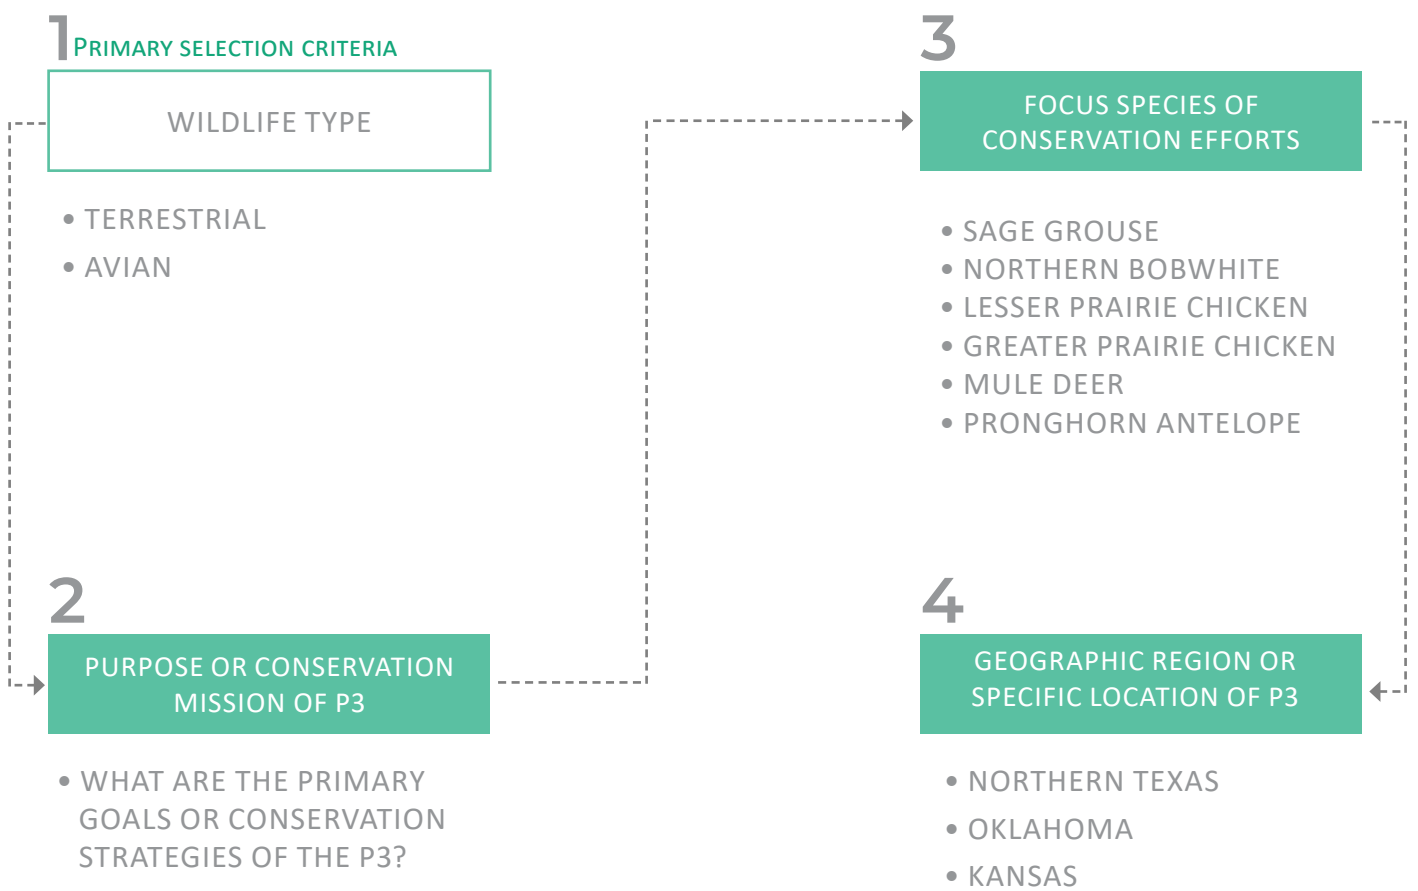 1
Primary selection criteria
WILDLIFE TYPE
• TERRESTRIAL
• AVIAN
2
PURPOSE OR CONSERVATION
MISSION OF P3
• WHAT ARE THE PRIMARY
GOALS OR CONSERVATION
STRATEGIES OF THE P3?
3
FOCUS SPECIES OF
CONSERVATION EFFORTS
• SAGE GROUSE
• NORTHERN BOBWHITE
• LESSER PRAIRIE CHICKEN
• GREATER PRAIRIE CHICKEN
• MULE DEER
• PRONGHORN ANTELOPE
4
GEOGRAPHIC REGION OR
SPECIFIC LOCATION OF P3
• NORTHERN TEXAS
• OKLAHOMA
• KANSAS